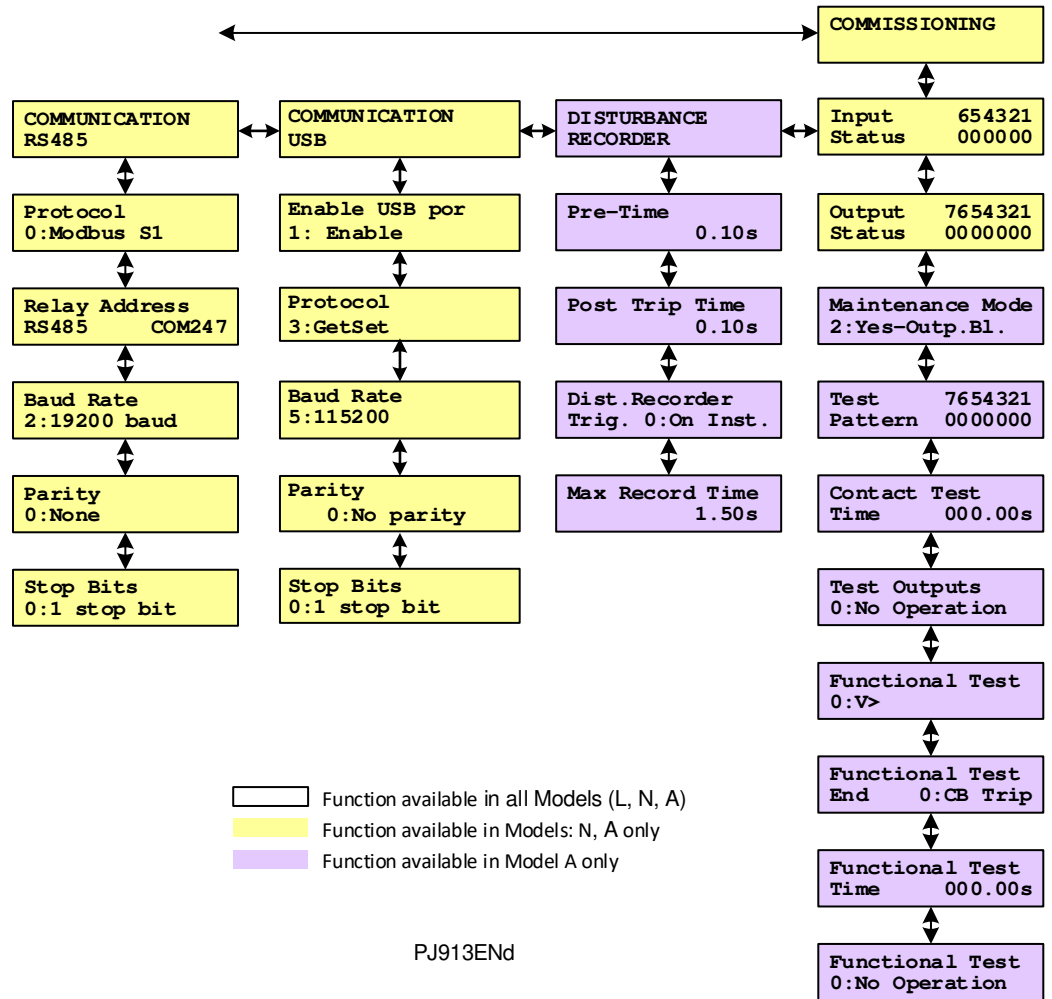 COMMISSIONING
COMMUNICATION
RS485
Protocol
0:Modbus S1
Relay Address
RS485 COM247
Baud Rate
2:19200 baud
Parity
0:None
Stop Bits
0:1 stop bit
COMMUNICATION
USB
Enable USB por
1: Enable
Protocol
3:GetSet
Baud Rate
5:115200
Parity
0:No parity
Stop Bits
0:1 stop bit
DISTURBANCE
RECORDER
Pre-Time
0.10s
Post Trip Time
0.10s
Dist.Recorder
Trig. 0:On Inst.
Max Record Time
1.50s
Input 654321
Status 000000
Output 7654321
Status 0000000
Maintenance Mode
2:Yes-Outp.Bl.
Test 7654321
Pattern 0000000
Contact Test
Time 000.00s
Test Outputs
0:No Operation
Functional Test
0:V>
Functional Test
End 0:CB Trip
Functional Test
Time 000.00s
Functional Test
0:No Operation
Function available in all Models (L, N, A)
Function available in Models: N, A only
Function available in Model A only
PJ913ENd